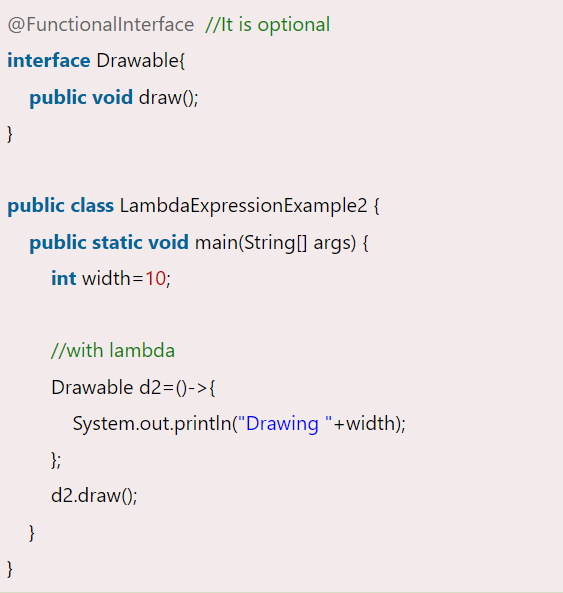 @FunctionalInterface  //It is optional
interface Drawable{
    public void draw();
}

public class LambdaExpressionExample2 {
    public static void main(String[] args) {
        int width=10;

        //with lambda
        Drawable d2=()->{
            System.out.println("Drawing "+width);
        };
        d2.draw();
    }
}